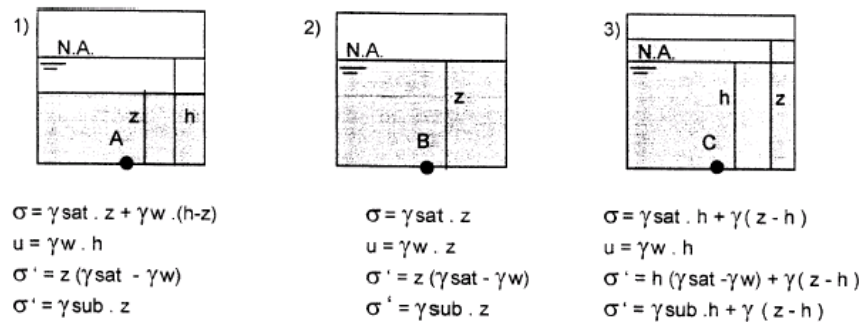 1)
N.A.
z
h
A
σ = γsat . z + γw .(h-z)
u = γw . h
σ' = z (γsat - γw)
σ' = γsub . z
2)
N.A.
z
B
σ = γsat . z
u = γw . z
σ' = z (γsat - γw)
σ' = γsub . z
3)
N.A.
h
z
C
σ = γsat . h + γ ( z - h )
u = γw . h
σ' = h (γsat-γw) + γ( z - h )
σ' = γsub .h + γ ( z - h )